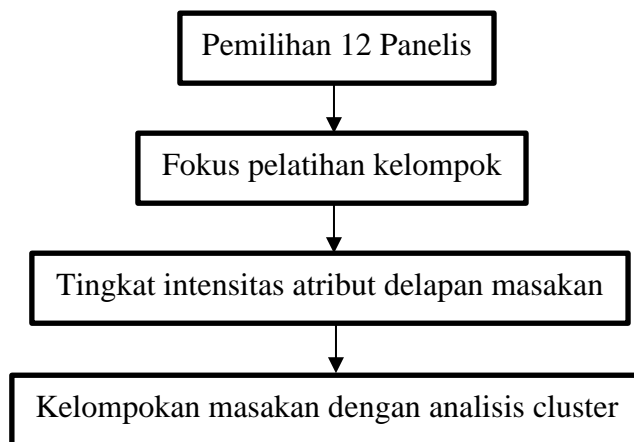 Pemilihan 12 Panelis
Fokus pelatihan kelompok
Tingkat intensitas atribut delapan masakan
Kelompokan masakan dengan analisis cluster